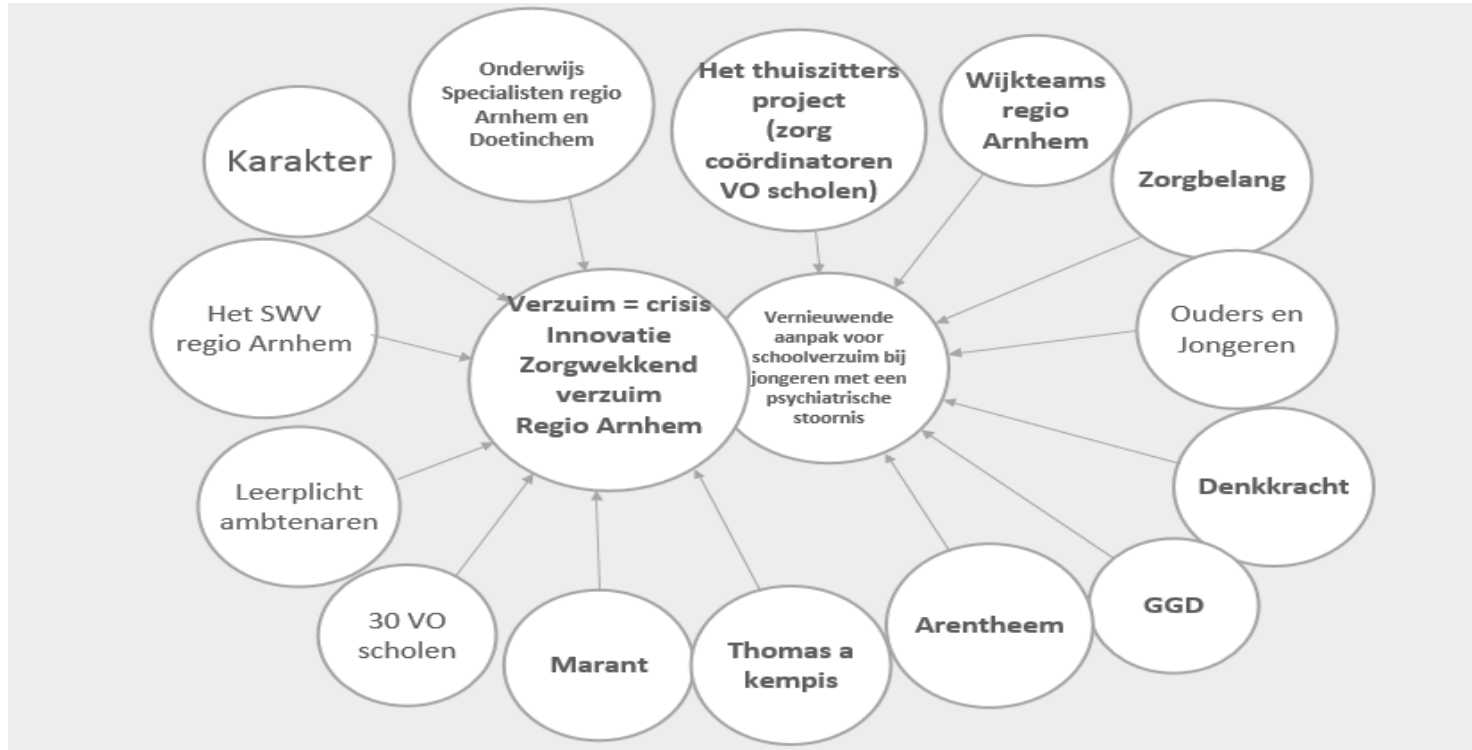 Onderwijs
Specialisten regio
Arnhem en
Doetinchem
Het thuiszitters
project
(zorg
coördinatoren
VO scholen)
Wijkteams
regio
Arnhem
Karakter
Zorgbelang
Het SWV
regio Arnhem
Verzuim = crisis
Innovatie
Zorgwekkend
verzuim
Regio Arnhem
Vernieuwende
aanpak voor
schoolverzuim bij
jongeren met een
psychiatrische
stoornis
Ouders en
Jongeren
Leerplicht
ambtenaren
Denkkracht
30 VO
scholen
Marant
Thomas a
kempis
Arentheem
GGD